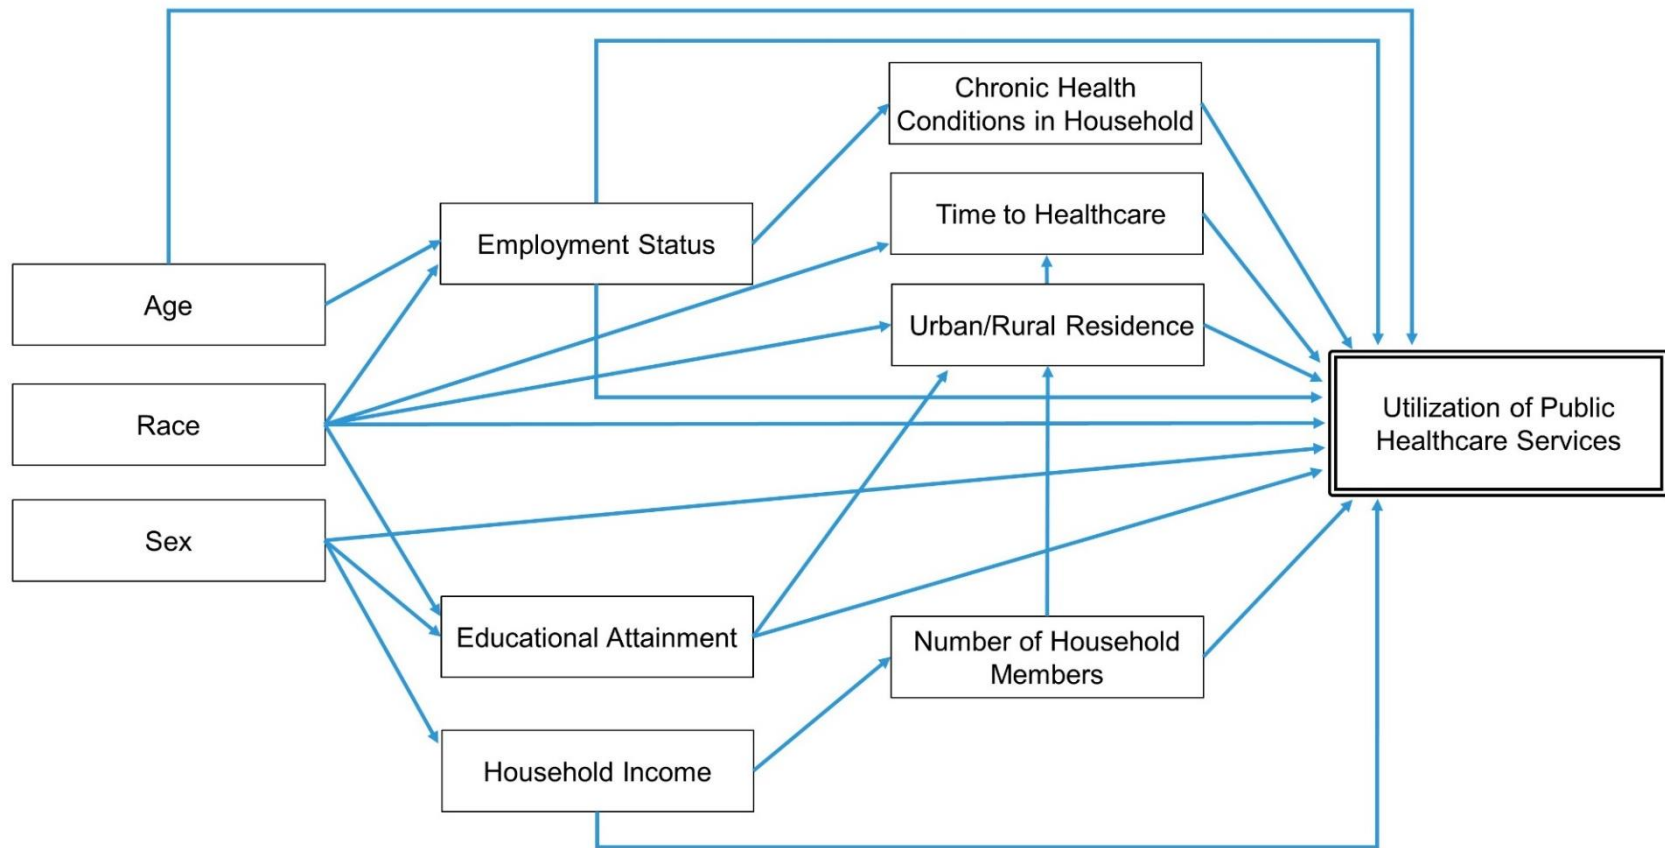 Chronic Health
Conditions in Household
Time to Healthcare
Employment Status
Age
Urban/Rural Residence
Race
Utilization of Public
Healthcare Services
Sex
Educational Attainment
Number of Household
Members
Household Income